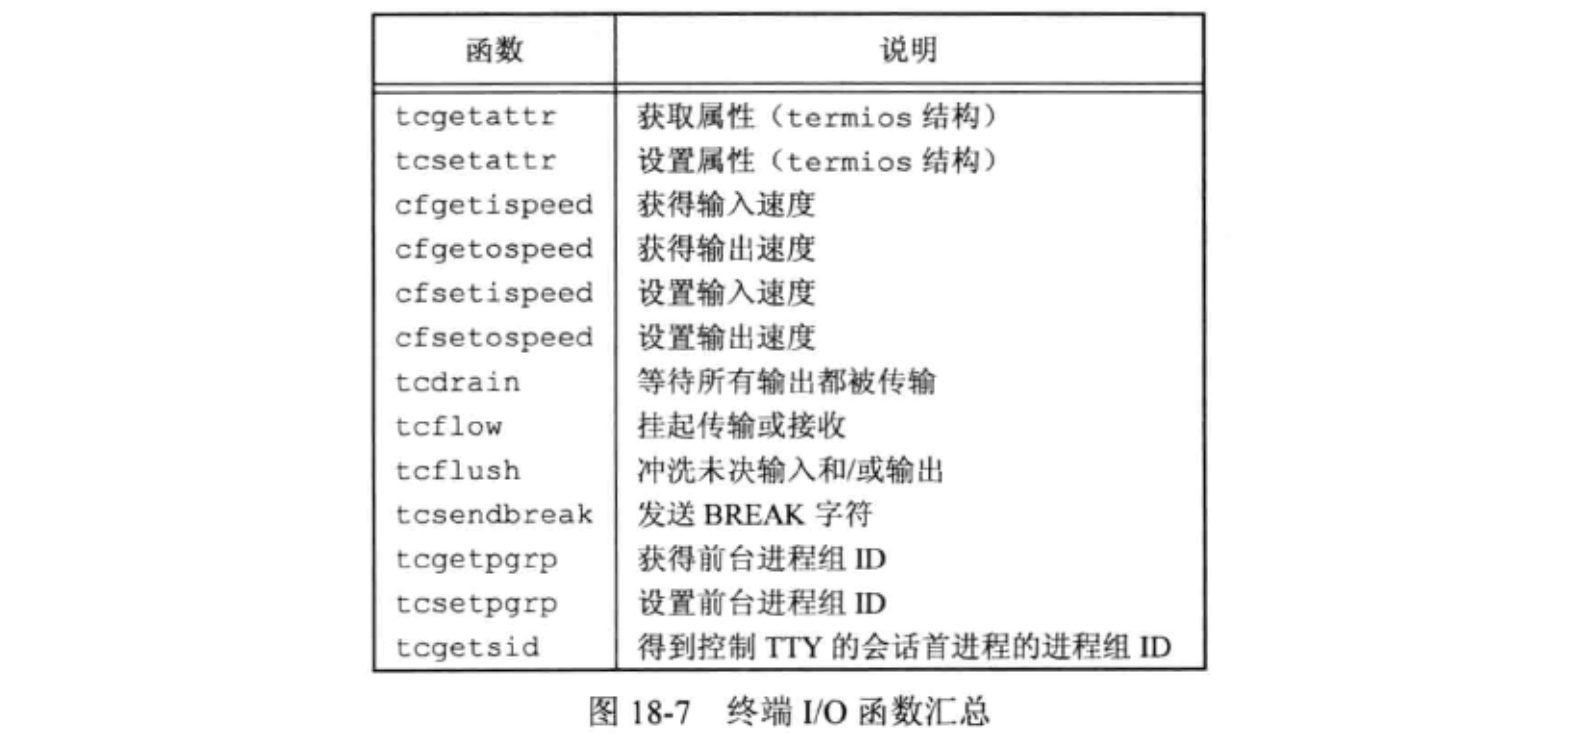 函数 说明
tcgetattr 获取属性（termios 结构）
tcsetattr 设置属性（termios 结构）
cfgetispeed 获得输入速度
cfgetospeed 获得输出速度
cfsetispeed 设置输入速度
cfsetospeed 设置输出速度
tcdrain 等待所有输出都被传输
tcflow 挂起传输或接收
tcflush 冲洗未决输入和/或输出
tcsendbreak 发送 BREAK 字符
tcgetpgrp 获得前台进程组 ID
tcsetpgrp 设置前台进程组 ID
tcgetsid 得到控制 TTY 的会话首进程的进程组 ID
图 18-7 终端 I/O 函数汇总